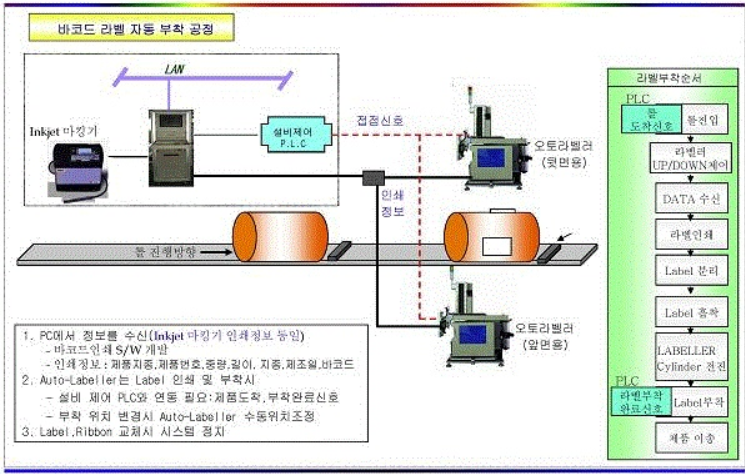 바코드 라벨 자동 부착 공정
LAN
Inkjet 마킹기
설비제어
P.L.C
접점신호
오토라벨러
(뒷면용)
인쇄
정보
롤 진행방향
오토라벨러
(앞면용)
1. PC에서 정보를 수신(Inkjet 마킹기 인쇄정보 동일)
- 바코드인쇄 S/W 개발
- 인쇄정보 : 제품지종,제품번호,중량,길이, 지종,제조일,바코드
2. Auto-Labeller는 Label 인쇄 및 부착시
- 설비 제어 PLC와 연동 필요:제품도착,부착완료신호
- 부착 위치 변경시 Auto-Labeller 수동위치조정
3. Label,Ribbon 교체시 시스템 정지
라벨부착순서
PLC
롤
도착신호
롤진입
라벨러
UP/DOWN제어
DATA 수신
라벨인쇄
Label 분리
Label 흡착
LABELLER
Cylinder 전진
PLC
라벨부착
완료신호
Label부착
제품 이송